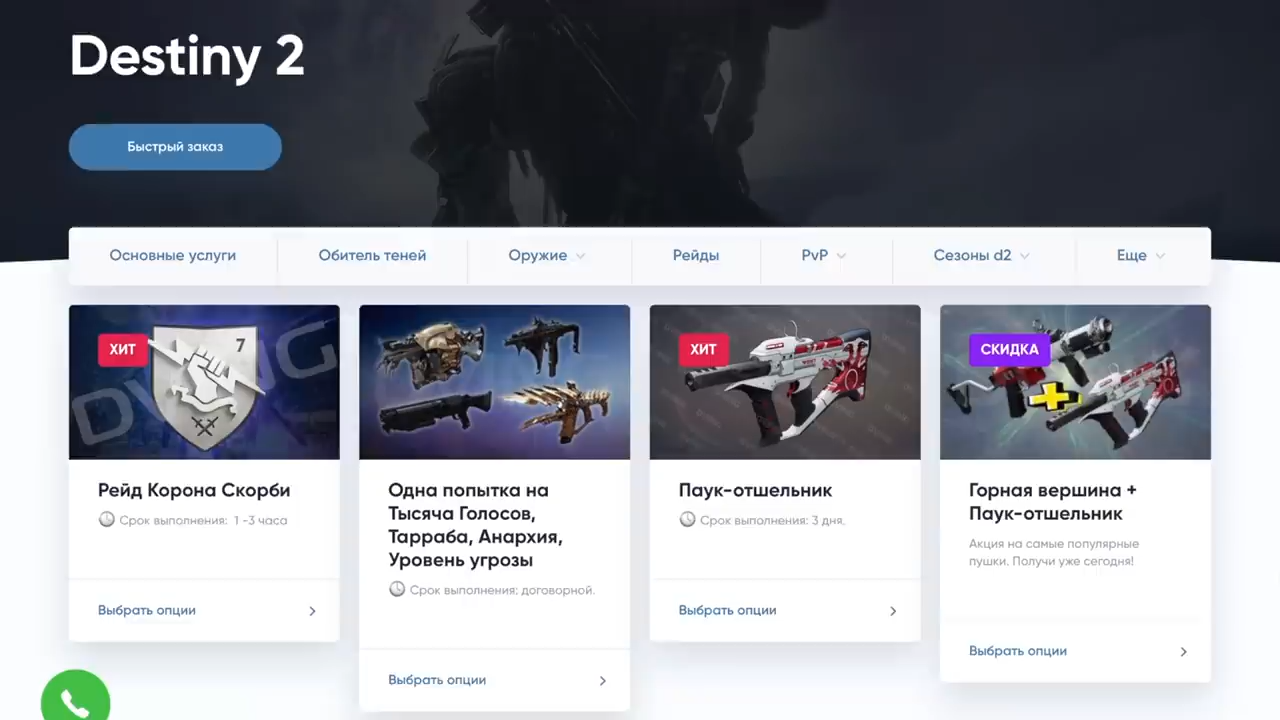 Destiny 2
Быстрый заказ
Основные услуги
Обитель теней
Оружие
Рейды
PvP
Сезоны d2
Еще
ХИТ
7
DVING
Рейд Корона Скорби
Срок выполнения: 1 -3 часа
Выбрать опции
Одна попытка на
Тысяча Голосов,
Тарраба, Анархия,
Уровень угрозы
Срок выполнения: договорной.
Выбрать опции
ХИТ
Паук-отшельник
Срок выполнения: 3 дня.
Выбрать опции
СКИДКА
Горная вершина +
Паук-отшельник
Акция на самые популярные
пушки. Получи уже сегодня!
Выбрать опции